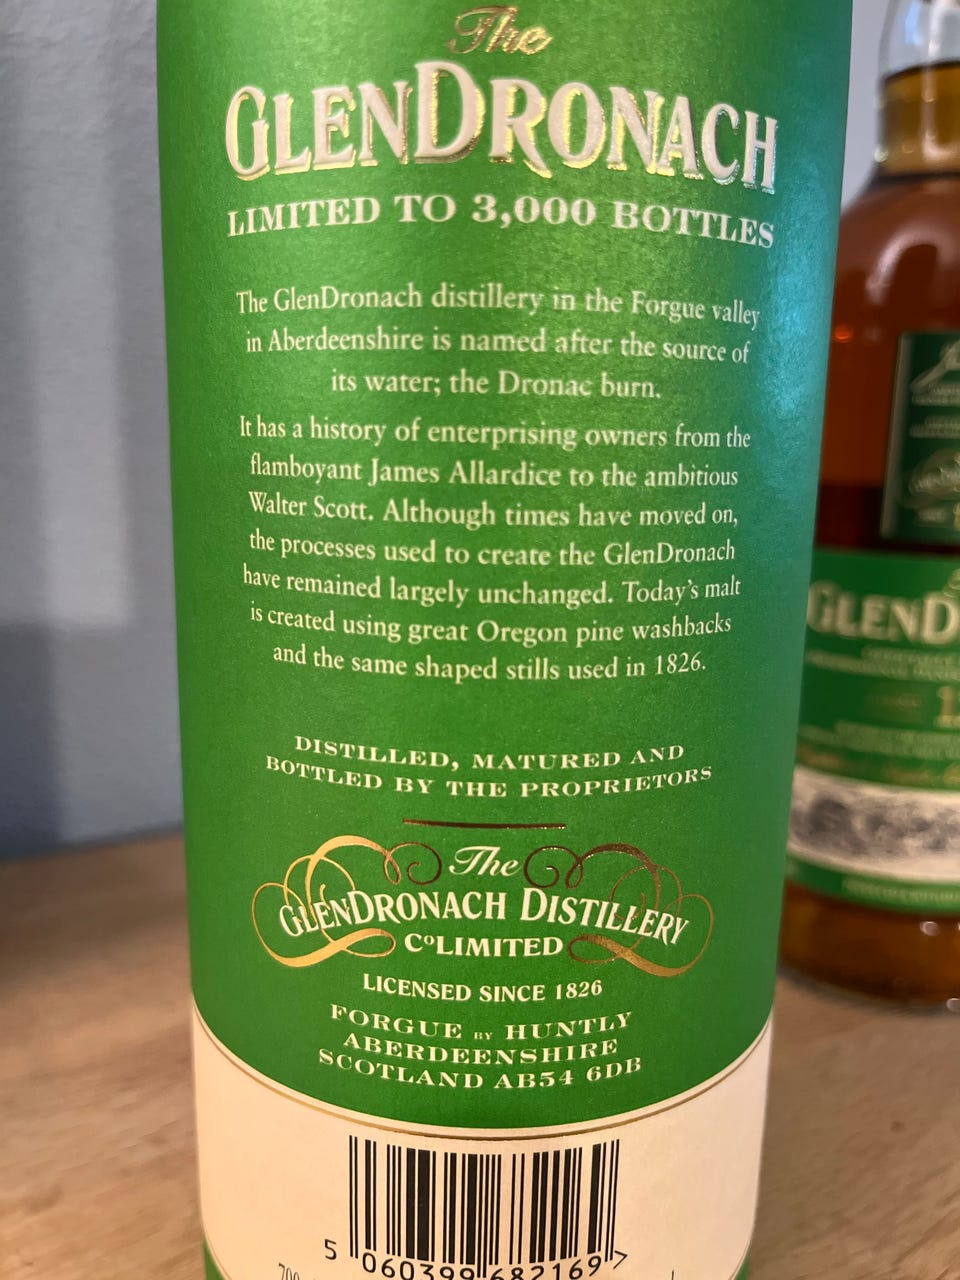 The
GLENDRONACH
LIMITED TO 3,000 BOTTLES
The GlenDronach distillery in the Forgue valley
in Aberdeenshire is named after the source of
its water; the Dronac burn.
It has a history of enterprising owners from the
flamboyant James Allardice to the ambitious
Walter Scott. Although times have moved on,
the processes used to create the GlenDronach
have remained largely unchanged. Today's malt
is created using great Oregon pine washbacks
and the same shaped stills used in 1826.
DISTILLED, MATURED AND
BOTTLED BY THE PROPRIETORS
The
GLENDRONACH DISTILLERY
Co LIMITED
LICENSED SINCE 1826
FORGUE BY HUNTLY
ABERDEENSHIRE
SCOTLAND AB54 6DB
5 060399 682169 >
GLEND